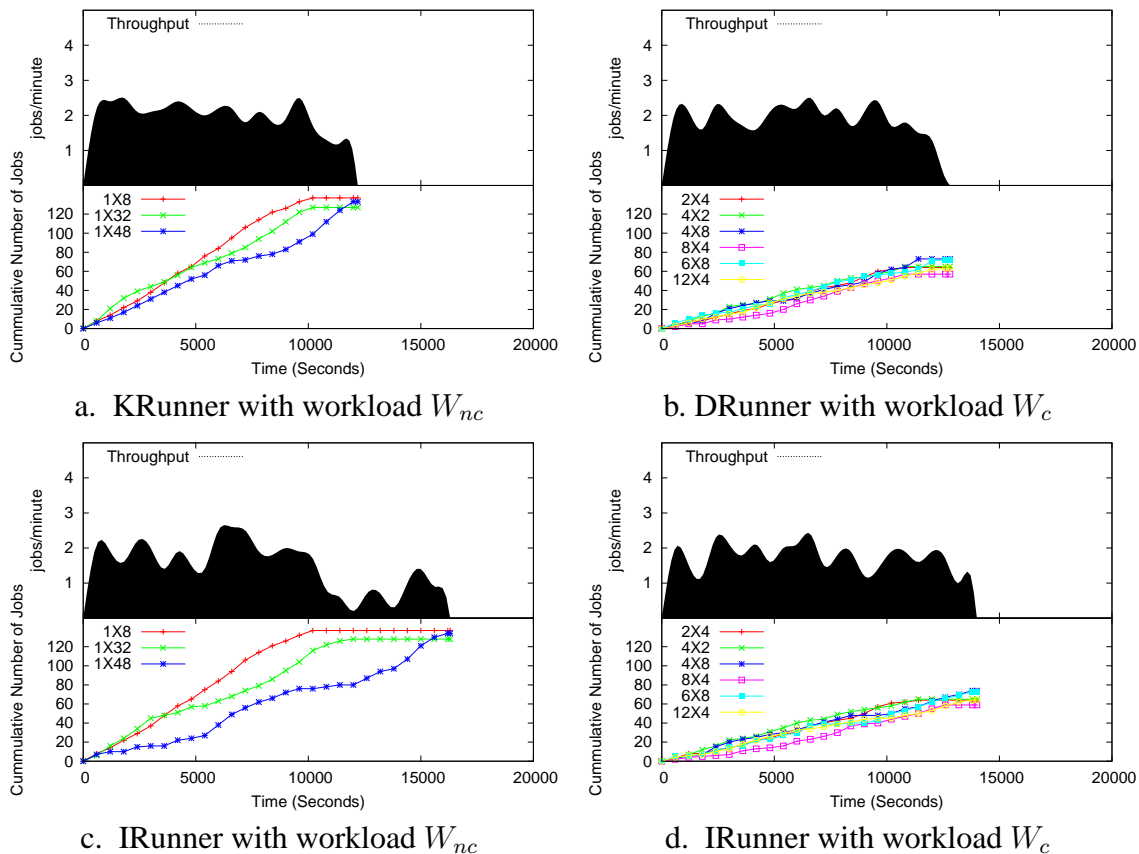 Throughput
4
3
2
1
jobs/minute
1X8
1X32
1X48
120
100
80
60
40
20
0
Cummulative Number of Jobs
0 5000 10000 15000 20000
Time (Seconds)
a. KRunner with workload W_{nc}
Throughput
4
3
2
1
jobs/minute
2X4
4X2
4X8
8X4
6X8
12X4
120
100
80
60
40
20
0
Cummulative Number of Jobs
0 5000 10000 15000 20000
Time (Seconds)
b. DRunner with workload W_c
Throughput
4
3
2
1
jobs/minute
1X8
1X32
1X48
120
100
80
60
40
20
0
Cummulative Number of Jobs
0 5000 10000 15000 20000
Time (Seconds)
c. IRunner with workload W_{nc}
Throughput
4
3
2
1
jobs/minute
2X4
4X2
4X8
8X4
6X8
12X4
120
100
80
60
40
20
0
Cummulative Number of Jobs
0 5000 10000 15000 20000
Time (Seconds)
d. IRunner with workload W_c